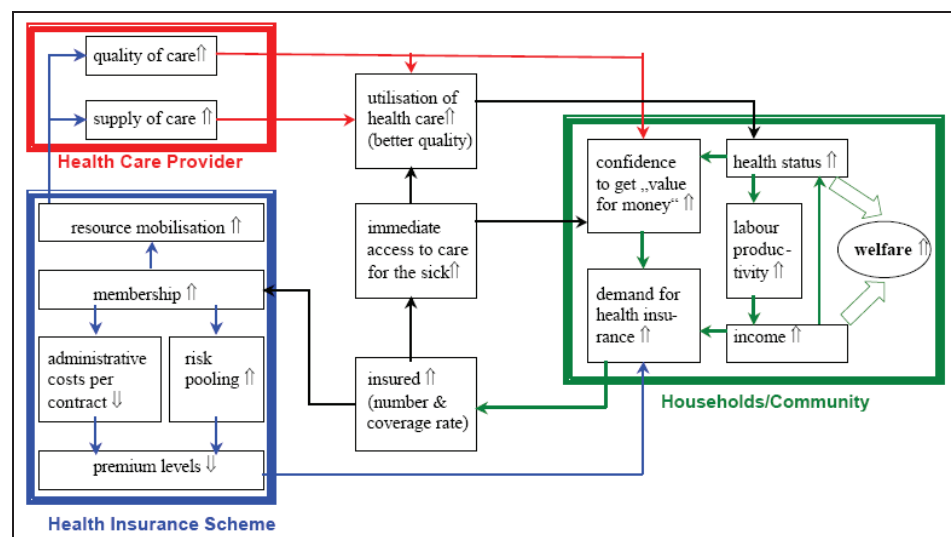 quality of care⇑
supply of care ⇑
Health Care Provider
utilisation of
health care⇑
(better quality)
confidence
to get „value
for money“ ⇑
health status ⇑
resource mobilisation ⇑
immediate
access to care
for the sick⇑
labour
produc-
tivity ⇑
welfare ⇑
membership ⇑
demand for
health insu-
rance ⇑
income ⇑
administrative
costs per
contract ⇓
risk
pooling ⇑
insured ⇑
(number &
coverage rate)
Households/Community
premium levels ⇓
Health Insurance Scheme